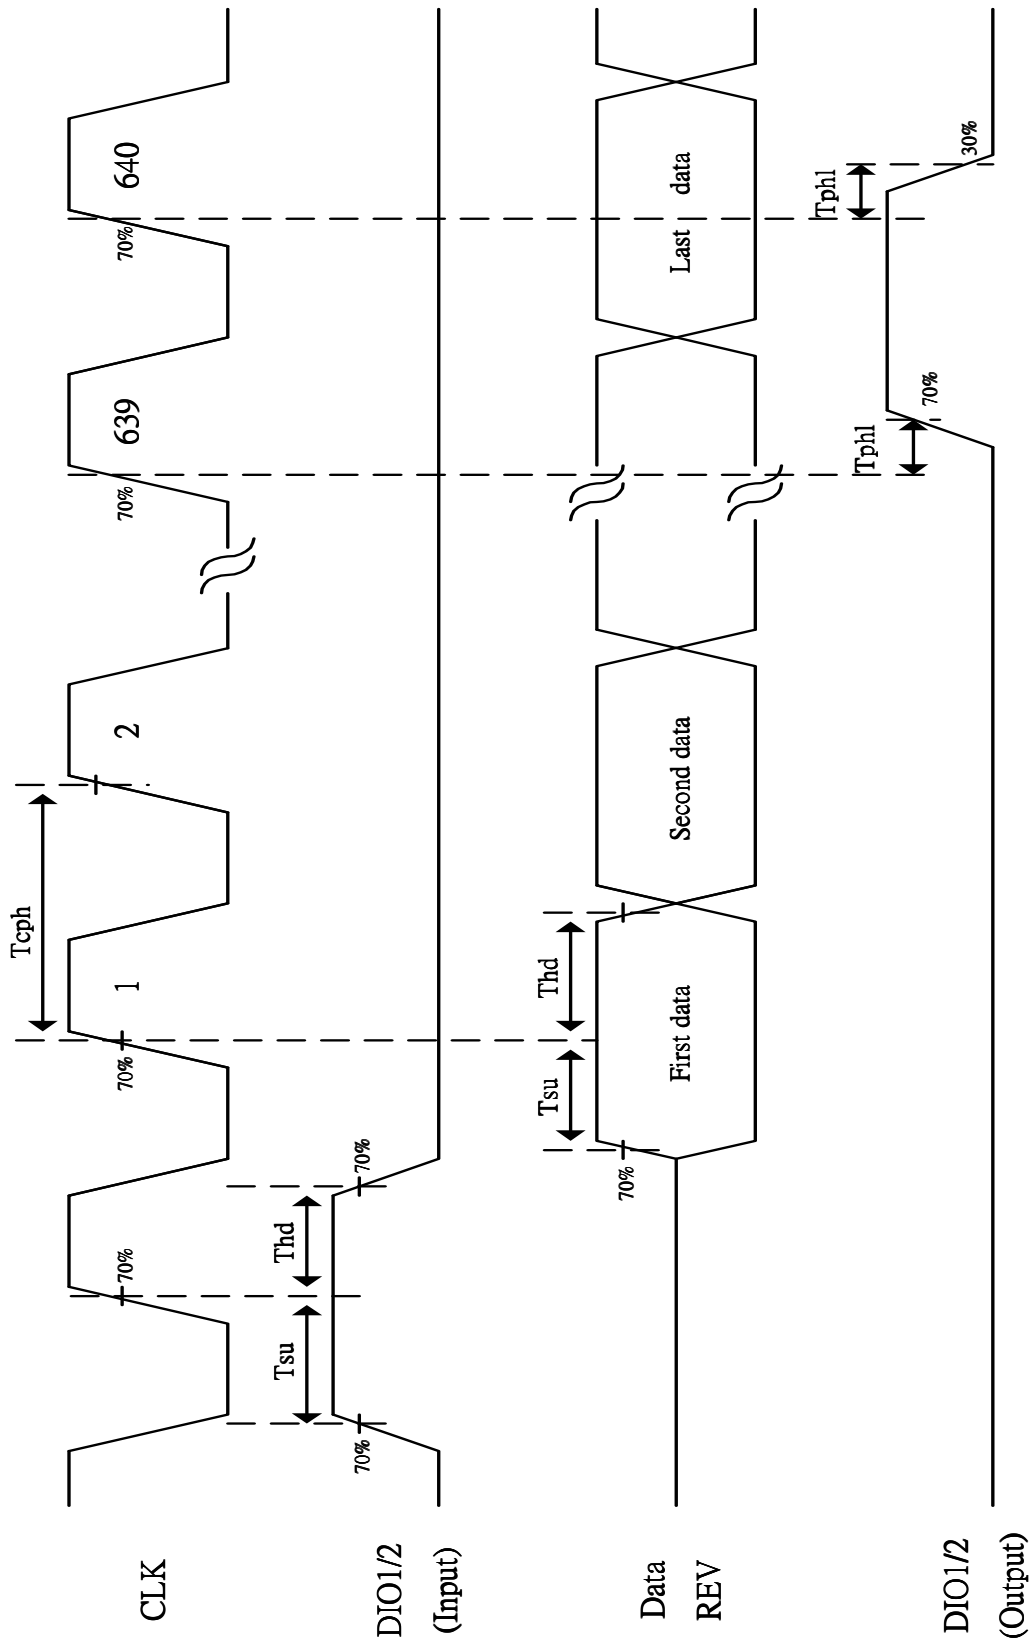 CLK
70%
70%
1
Tcph
2
70%
639
70%
640
DIO1/2
(Input)
70%
Tsu
Thd
70%
Data
REV
70%
Tsu
Thd
First data
Second data
Last data
DIO1/2
(Output)
Tphl
70%
Tphl
30%